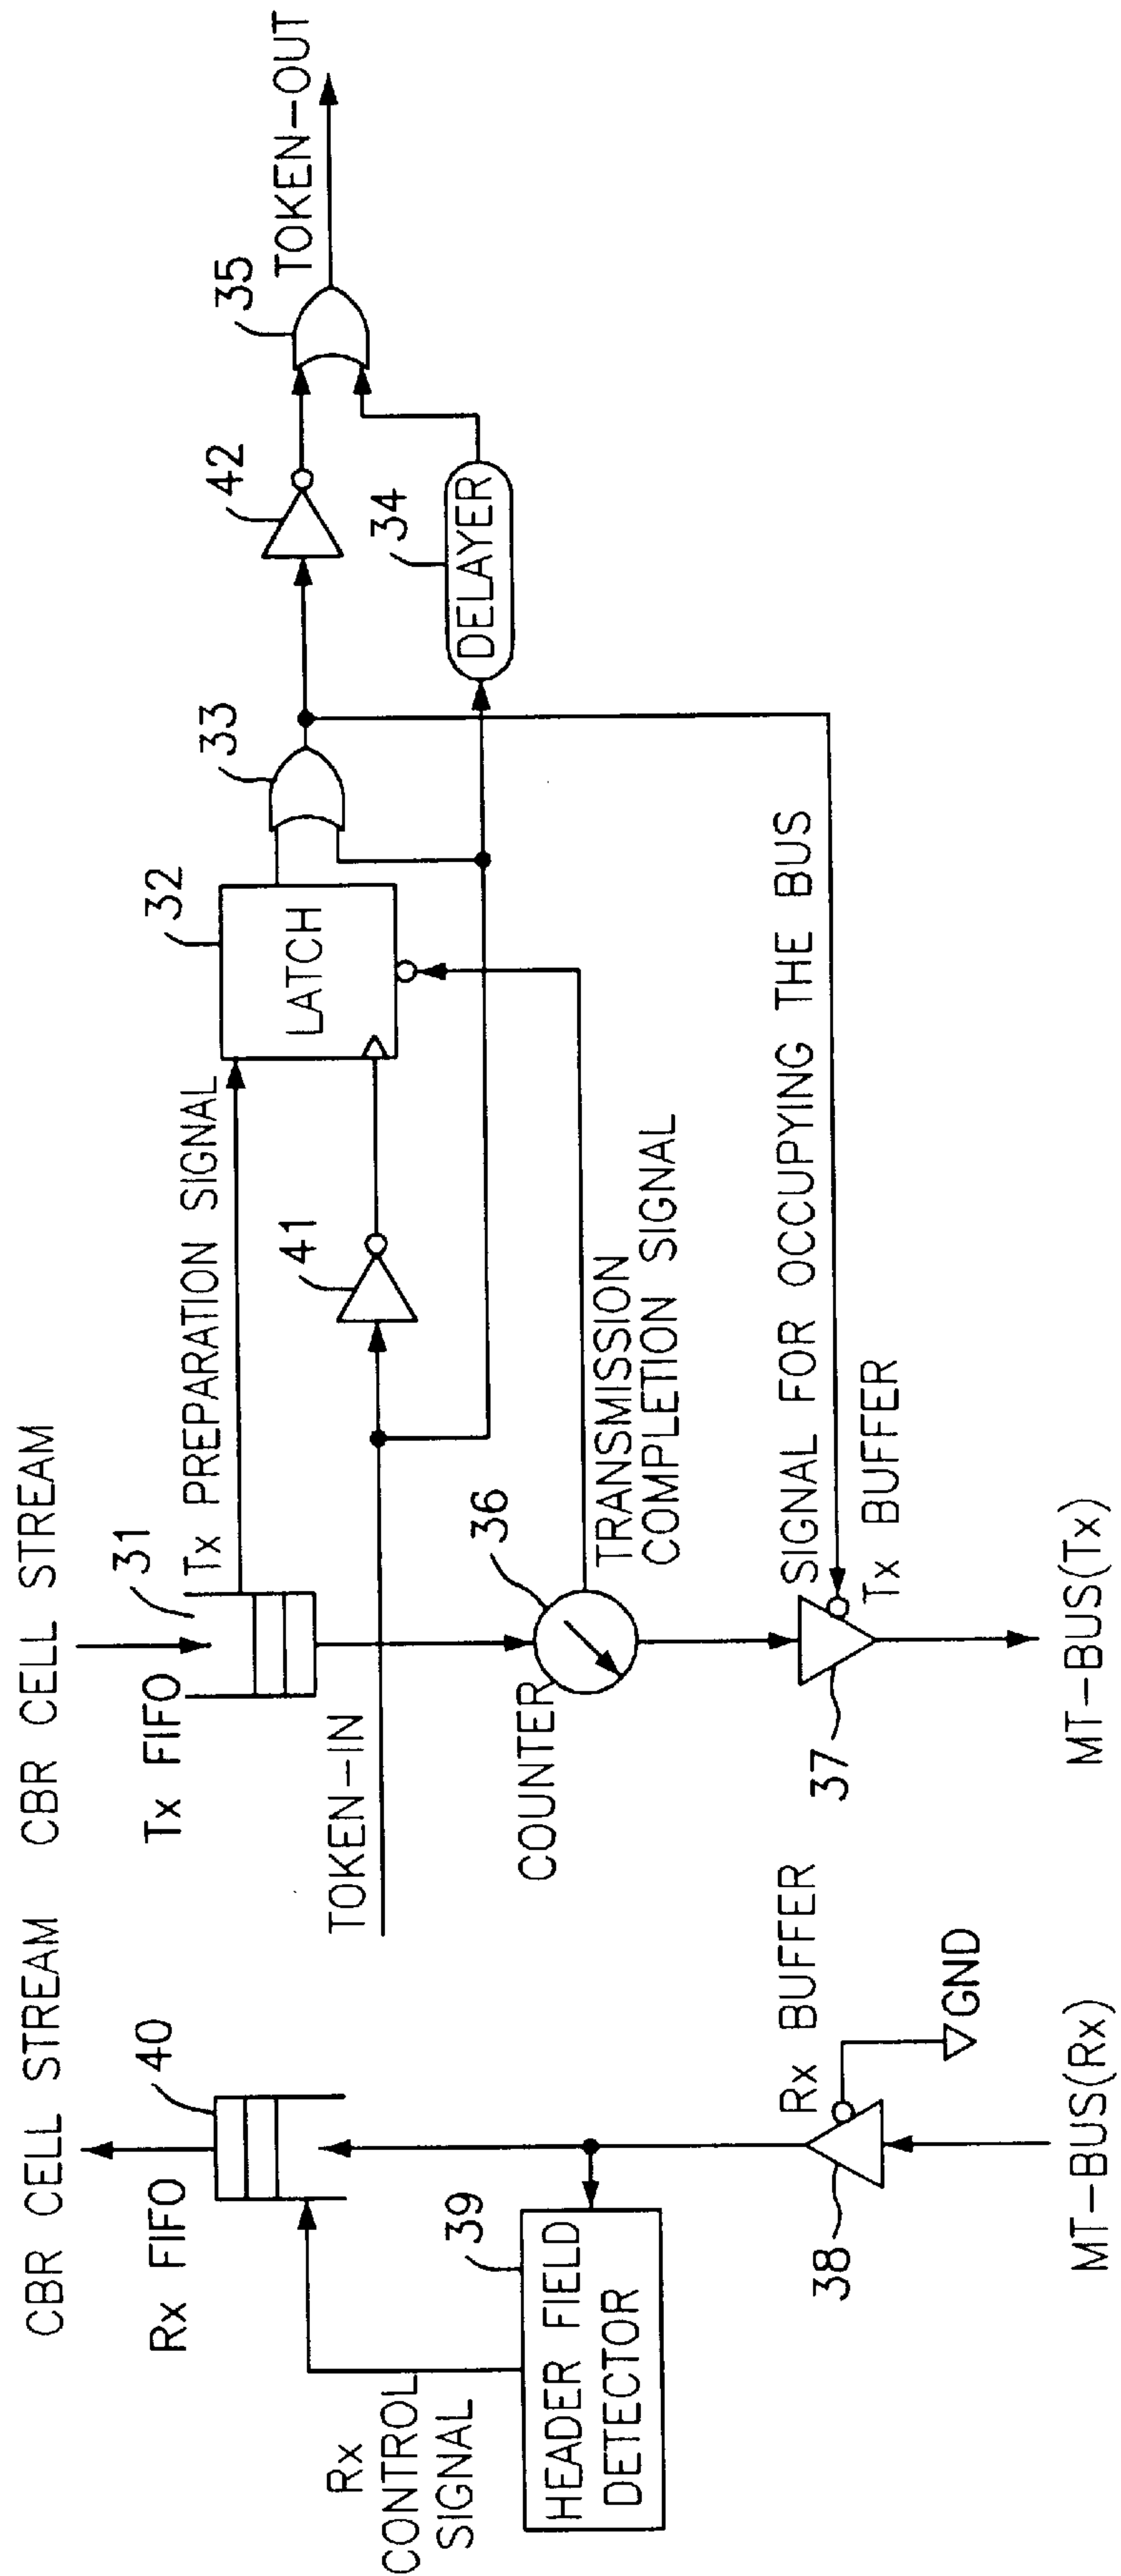 CBR CELL STREAM
CBR CELL STREAM
Rx FIFO
40
Tx FIFO
31
Tx PREPARATION SIGNAL
32
LATCH
33
42
35
TOKEN-OUT
TOKEN-IN
41
34
DELAYER
Rx
CONTROL
SIGNAL
39
HEADER FIELD
DETECTOR
COUNTER
36
TRANSMISSION
COMPLETION SIGNAL
SIGNAL FOR OCCUPYING THE BUS
38
Rx BUFFER
GND
37
Tx BUFFER
MT-BUS(Rx)
MT-BUS(Tx)